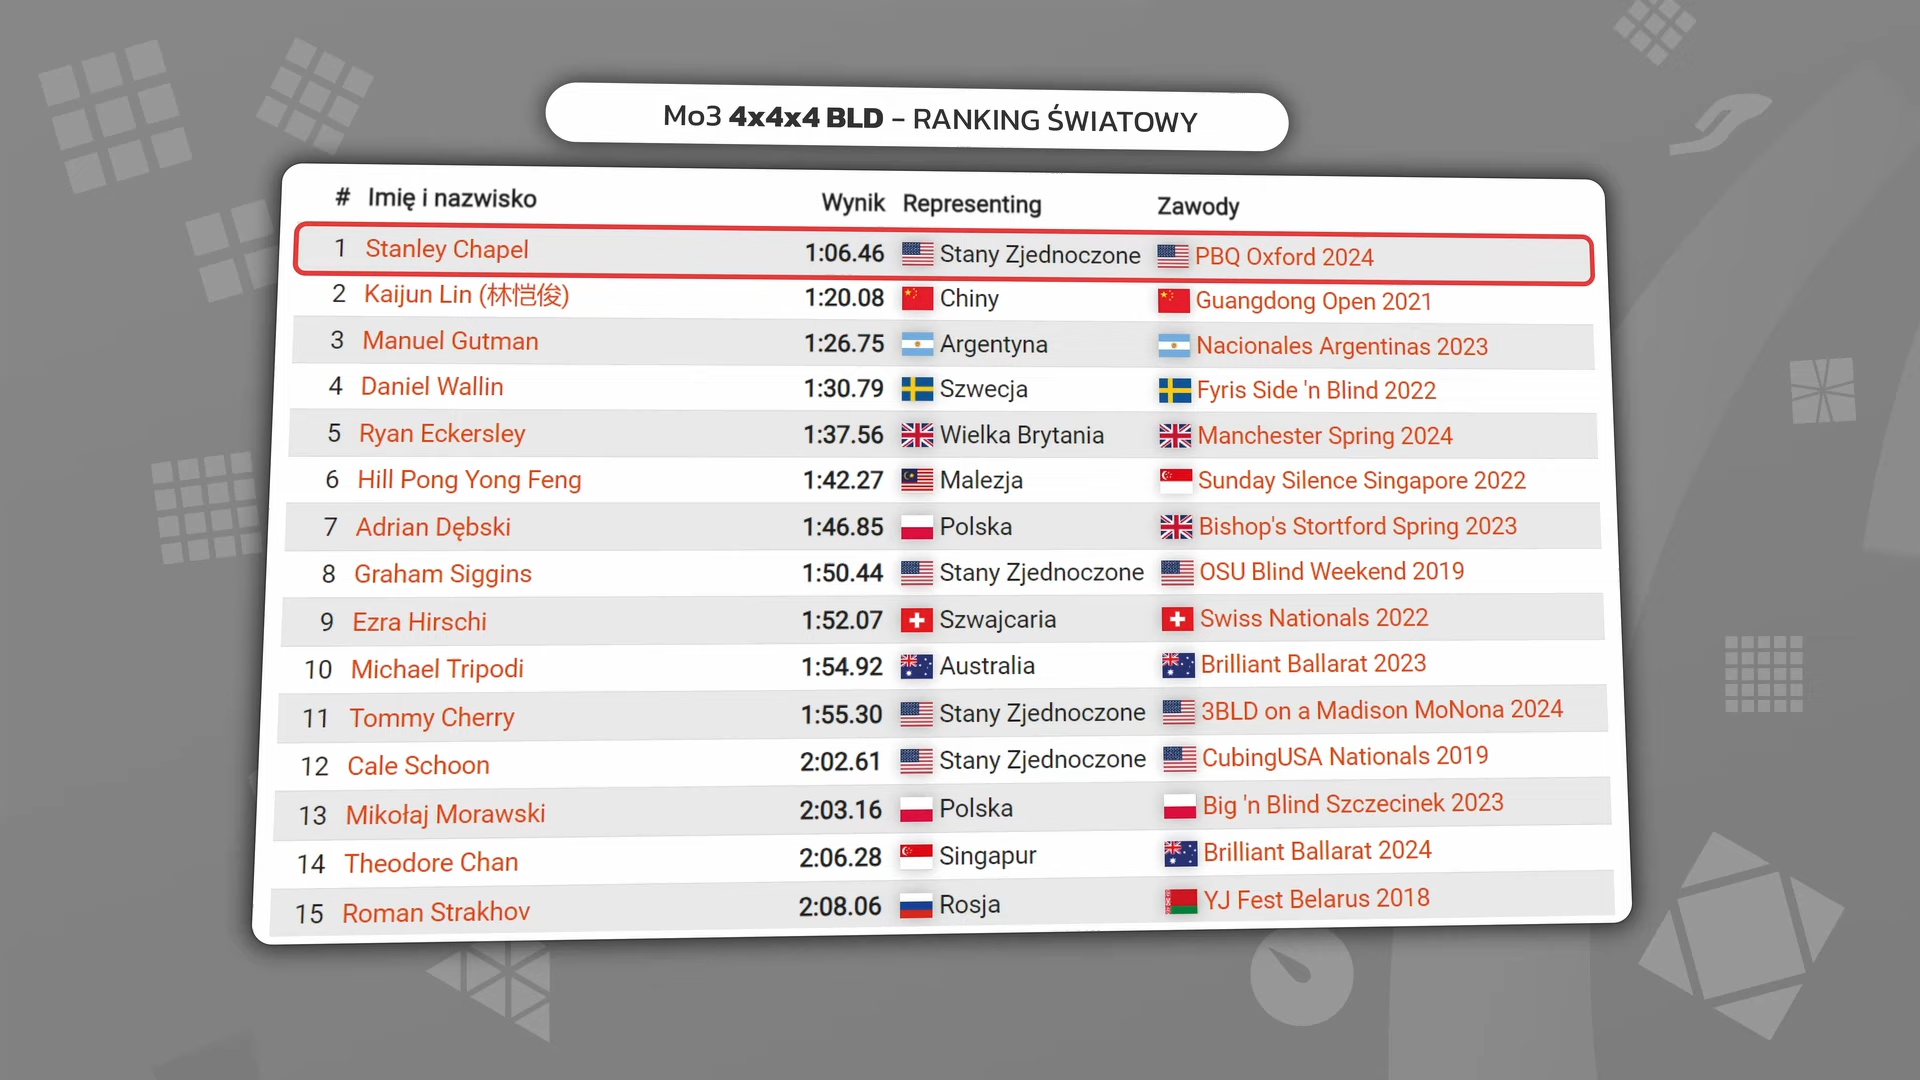 Mo3 4x4x4 BLD - RANKING ŚWIATOWY
# Imię i nazwisko Wynik Representing Zawody
1 Stanley Chapel 1:06.46 Stany Zjednoczone PBQ Oxford 2024
2 Kaijun Lin (林恺俊) 1:20.08 Chiny Guangdong Open 2021
3 Manuel Gutman 1:26.75 Argentyna Nacionales Argentinas 2023
4 Daniel Wallin 1:30.79 Szwecja Fyris Side 'n Blind 2022
5 Ryan Eckersley 1:37.56 Wielka Brytania Manchester Spring 2024
6 Hill Pong Yong Feng 1:42.27 Malezja Sunday Silence Singapore 2022
7 Adrian Dębski 1:46.85 Polska Bishop's Stortford Spring 2023
8 Graham Siggins 1:50.44 Stany Zjednoczone OSU Blind Weekend 2019
9 Ezra Hirschi 1:52.07 Szwajcaria Swiss Nationals 2022
10 Michael Tripodi 1:54.92 Australia Brilliant Ballarat 2023
11 Tommy Cherry 1:55.30 Stany Zjednoczone 3BLD on a Madison MoNona 2024
12 Cale Schoon 2:02.61 Stany Zjednoczone CubingUSA Nationals 2019
13 Mikołaj Morawski 2:03.16 Polska Big 'n Blind Szczecinek 2023
14 Theodore Chan 2:06.28 Singapur Brilliant Ballarat 2024
15 Roman Strakhov 2:08.06 Rosja YJ Fest Belarus 2018